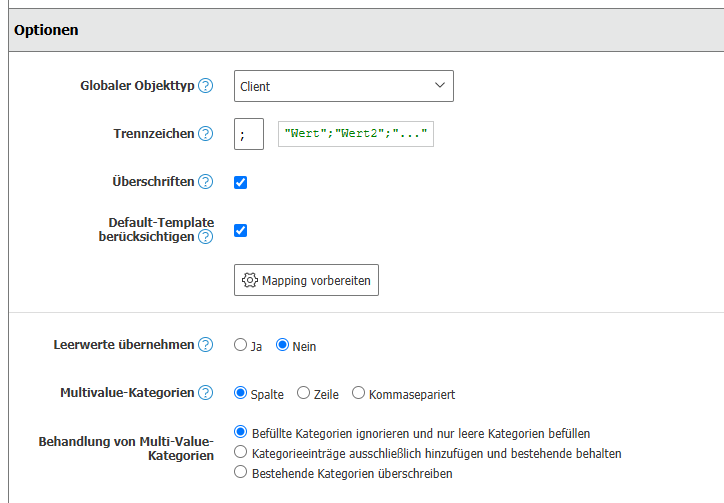 Optionen
Globaler Objekttyp ?
Client
Trennzeichen ?
;
"Wert";"Wert2";"..."
Überschriften ?
Default-Template
berücksichtigen ?
Mapping vorbereiten
Leerwerte übernehmen ?
Ja Nein
Multivalue-Kategorien ?
Spalte Zeile Kommasepariert
Behandlung von Multi-Value-
Kategorien
Befüllte Kategorien ignorieren und nur leere Kategorien befüllen
Kategorieeinträge ausschließlich hinzufügen und bestehende behalten
Bestehende Kategorien überschreiben